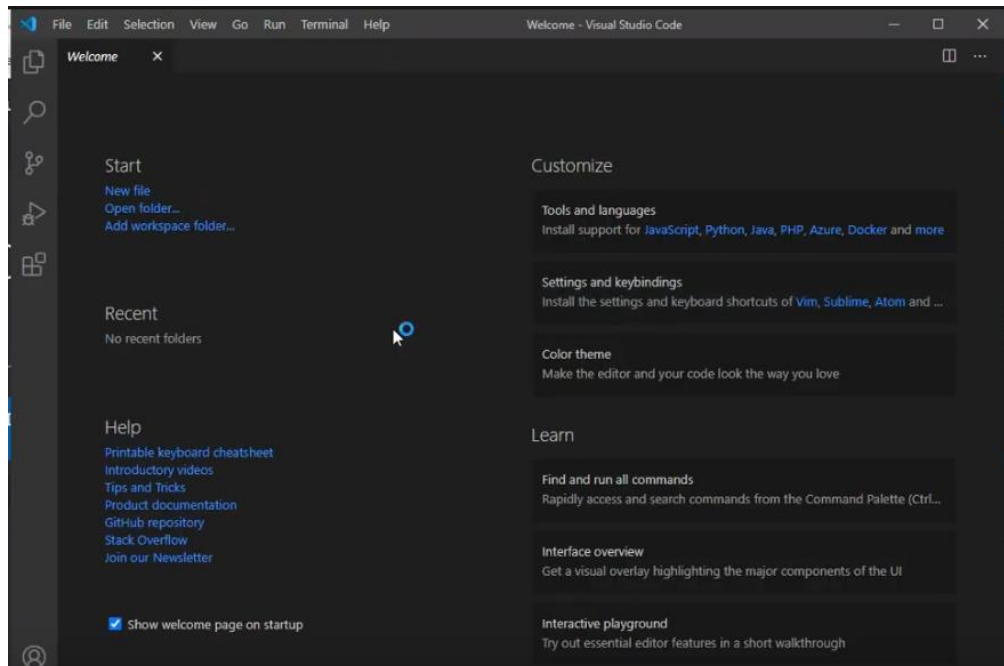 File Edit Selection View Go Run Terminal Help
Welcome - Visual Studio Code
Welcome
Start
New file
Open folder...
Add workspace folder...
Recent
No recent folders
Help
Printable keyboard cheatsheet
Introductory videos
Tips and Tricks
Product documentation
GitHub repository
Stack Overflow
Join our Newsletter
Show welcome page on startup
Customize
Tools and languages
Install support for JavaScript, Python, Java, PHP, Azure, Docker and more
Settings and keybindings
Install the settings and keyboard shortcuts of Vim, Sublime, Atom and ...
Color theme
Make the editor and your code look the way you love
Learn
Find and run all commands
Rapidly access and search commands from the Command Palette (Ctrl...
Interface overview
Get a visual overlay highlighting the major components of the UI
Interactive playground
Try out essential editor features in a short walkthrough